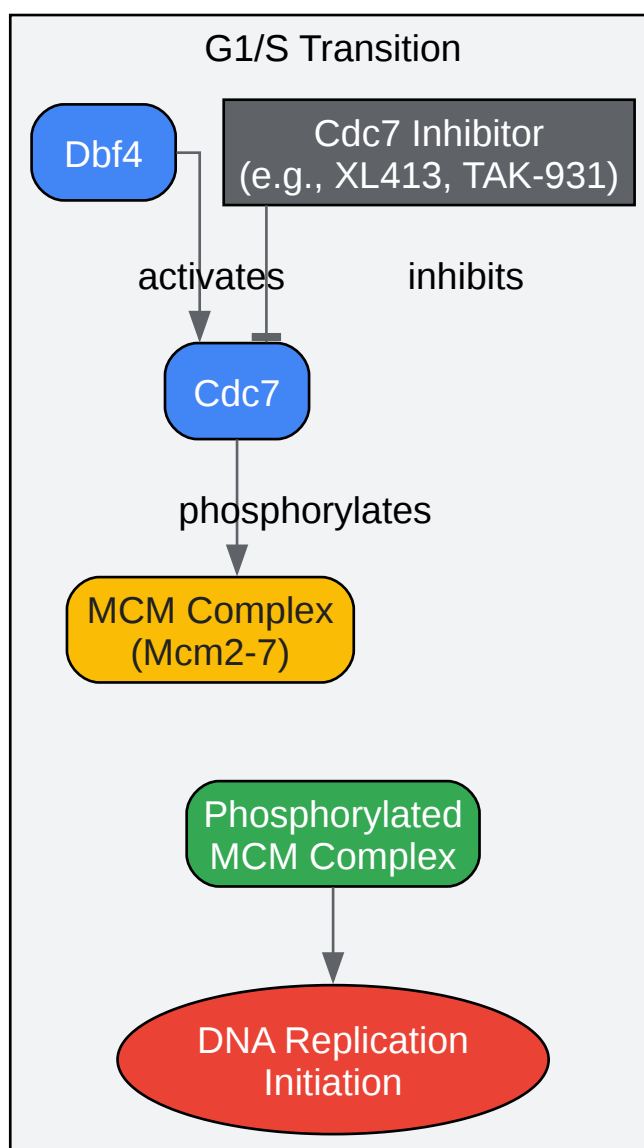 G1/S Transition
Dbf4
Cdc7 Inhibitor
(e.g., XL413, TAK-931)
activates
inhibits
Cdc7
phosphorylates
MCM Complex
(Mcm2-7)
Phosphorylated
MCM Complex
DNA Replication
Initiation